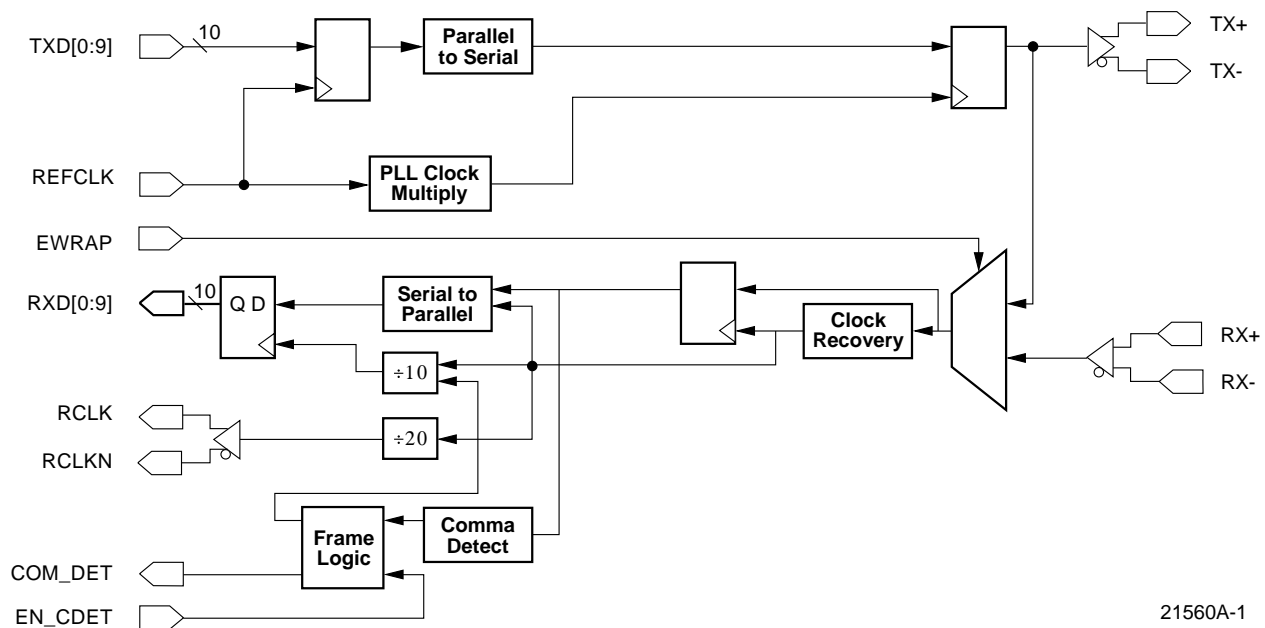 TXD[0:9]
10
Parallel
to Serial
TX+
TX-
REFCLK
PLL Clock
Multiply
EWRAP
RXD[0:9]
10
Q D
Serial to
Parallel
Clock
Recovery
RX+
RX-
÷10
RCLK
÷20
RCLKN
Frame
Logic
Comma
Detect
COM_DET
EN_CDET
21560A-1